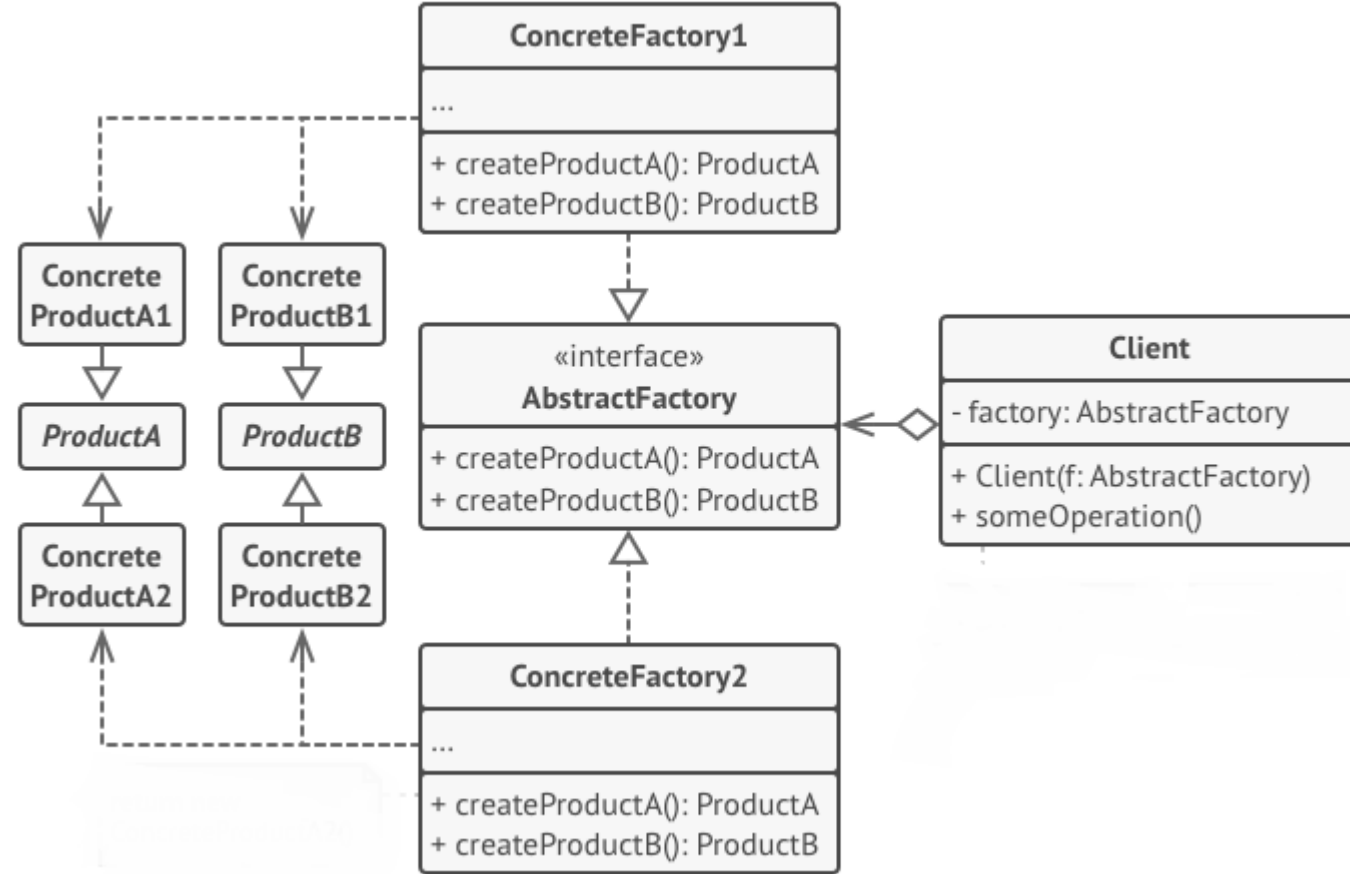 ConcreteFactory1
...
+ createProductA(): ProductA
+ createProductB(): ProductB
Concrete
ProductA1
Concrete
ProductB1
ProductA
ProductB
Concrete
ProductA2
Concrete
ProductB2
«interface»
AbstractFactory
+ createProductA(): ProductA
+ createProductB(): ProductB
Client
- factory: AbstractFactory
+ Client(f: AbstractFactory)
+ someOperation()
ConcreteFactory2
...
+ createProductA(): ProductA
+ createProductB(): ProductB